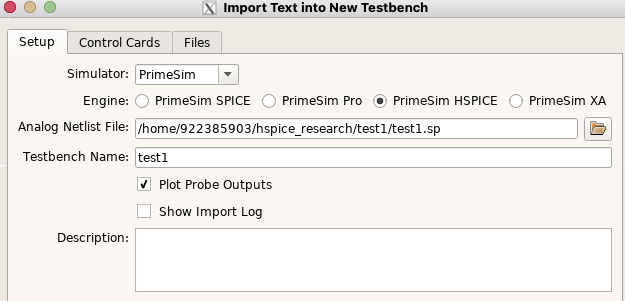 Import Text into New Testbench
Setup Control Cards Files
Simulator: PrimeSim
Engine: PrimeSim SPICE PrimeSim Pro PrimeSim HSPICE PrimeSim XA
Analog Netlist File: /home/922385903/hspice_research/test1/test1.sp
Testbench Name: test1
Plot Probe Outputs
Show Import Log
Description: